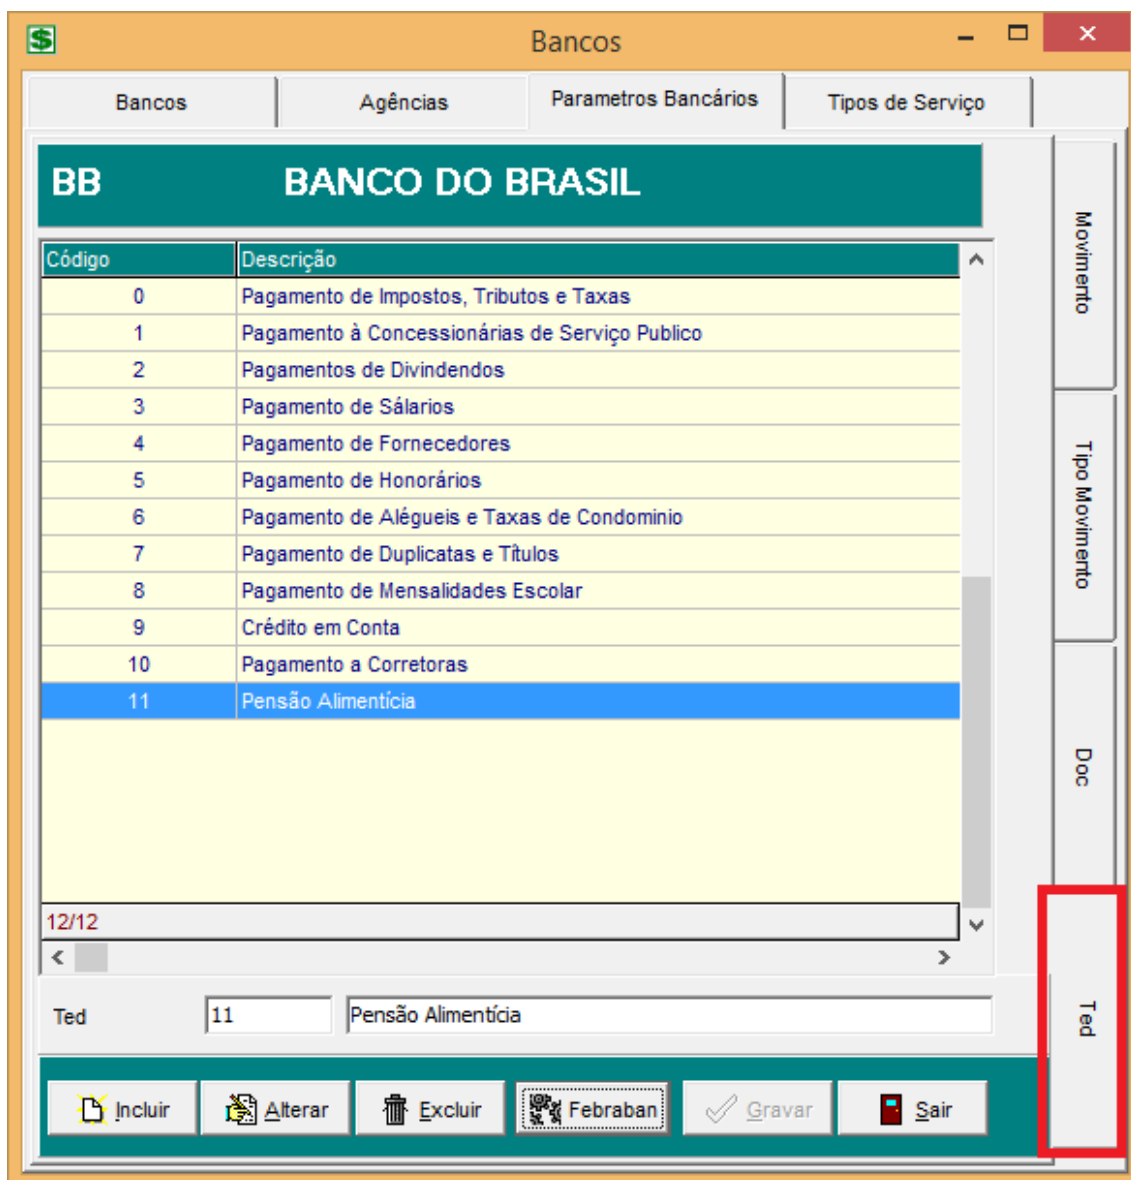 Bancos
Bancos Agências Parametros Bancários Tipos de Serviço
BB BANCO DO BRASIL
Código Descrição
0 Pagamento de Impostos, Tributos e Taxas
1 Pagamento à Concessionárias de Serviço Publico
2 Pagamentos de Divindendos
3 Pagamento de Sálarios
4 Pagamento de Fornecedores
5 Pagamento de Honorários
6 Pagamento de Alégueis e Taxas de Condominio
7 Pagamento de Duplicatas e Títulos
8 Pagamento de Mensalidades Escolar
9 Crédito em Conta
10 Pagamento a Corretoras
11 Pensão Alimentícia
12/12
Ted 11 Pensão Alimentícia
Incluir Alterar Excluir Febraban Gravar Sair
Movimento
Tipo Movimento
Doc
Ted